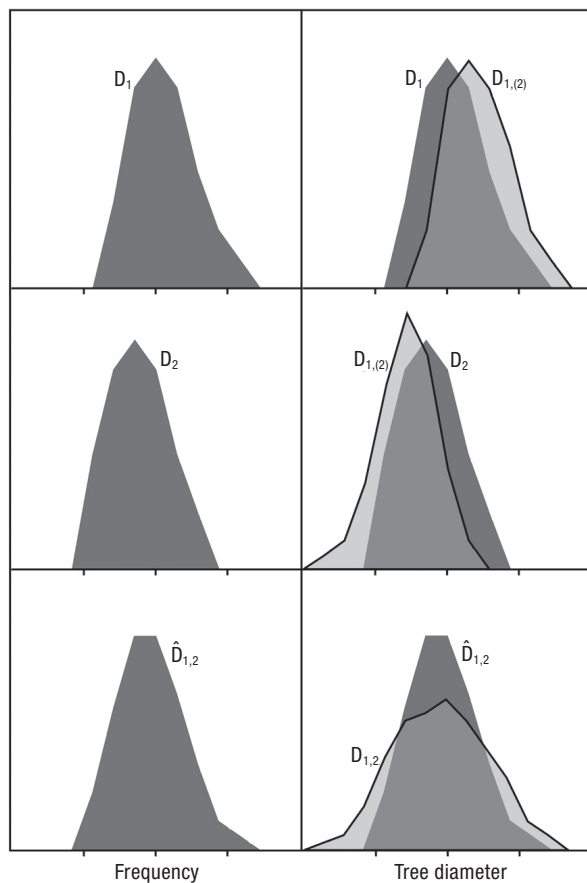 D₁
D₁ D₁,₍₂₎
D₂
D₁,₍₂₎ D₂
D̂₁,₂
D̂₁,₂
D₁,₂
Frequency Tree diameter